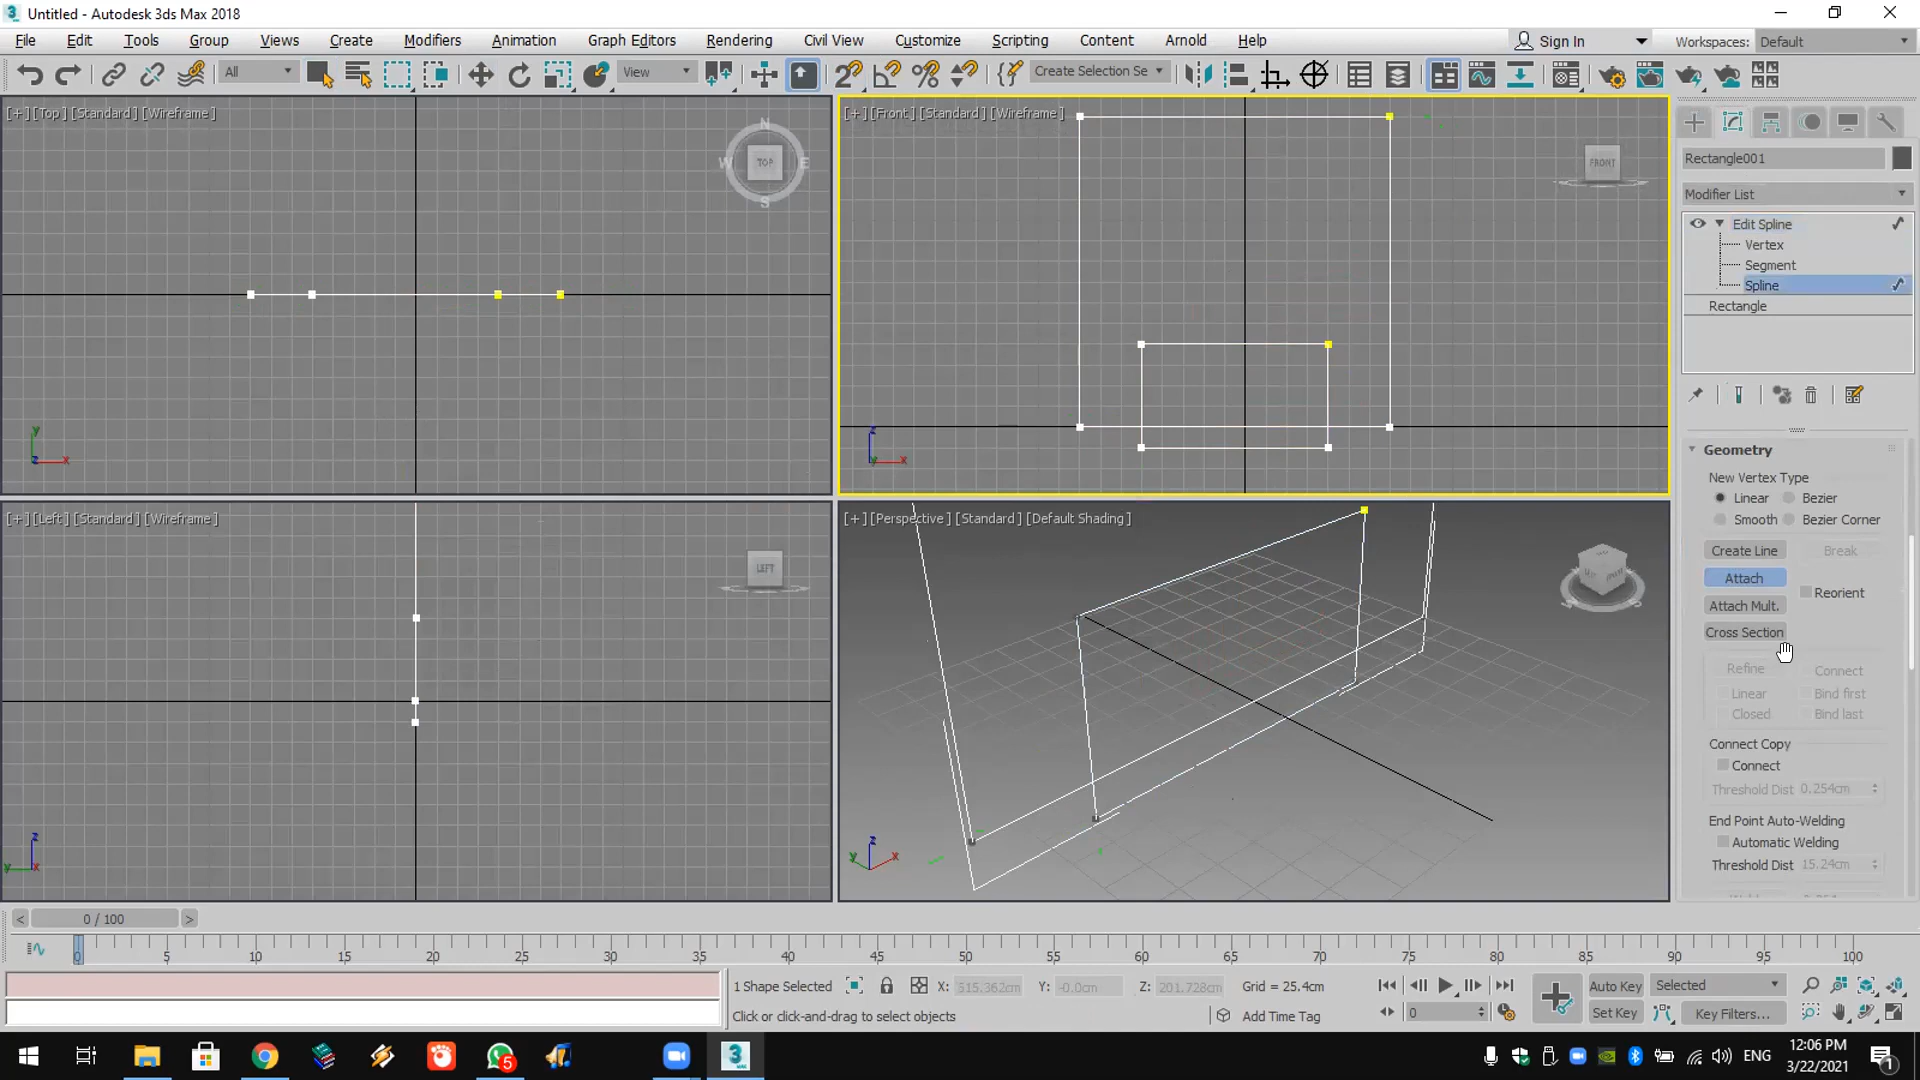 Untitled - Autodesk 3ds Max 2018
File Edit Tools Group Views Create Modifiers Animation Graph Editors Rendering Civil View Customize Scripting Content Arnold Help Sign In Workspaces: Default
All View Create Selection Se
[+] [Top] [Standard] [Wireframe]
N
W TOP E
S
y
z x
[+] [Front] [Standard] [Wireframe]
FRONT
z
y x
[+] [Left] [Standard] [Wireframe]
LEFT
z
y x
[+] [Perspective] [Standard] [Default Shading]
z
y x
Rectangle001
Modifier List
Edit Spline
Vertex
Segment
Spline
Rectangle
Geometry
New Vertex Type
Linear Bezier
Smooth Bezier Corner
Create Line Break
Attach Reorient
Attach Mult.
Cross Section
Refine Connect
Linear Bind first
Closed Bind last
Connect Copy
Connect
Threshold Dist 0.254cm
End Point Auto-Welding
Automatic Welding
Threshold Dist 15.24cm
< 0 / 100 >
0 5 10 15 20 25 30 35 40 45 50 55 60 65 70 75 80 85 90 95 100
1 Shape Selected X: 515.362cm Y: -0.0cm Z: 201.728cm Grid = 25.4cm Auto Key Selected
Click or click-and-drag to select objects Add Time Tag 0 Set Key Key Filters...
5 3 MAX ENG 12:06 PM
3/22/2021 1